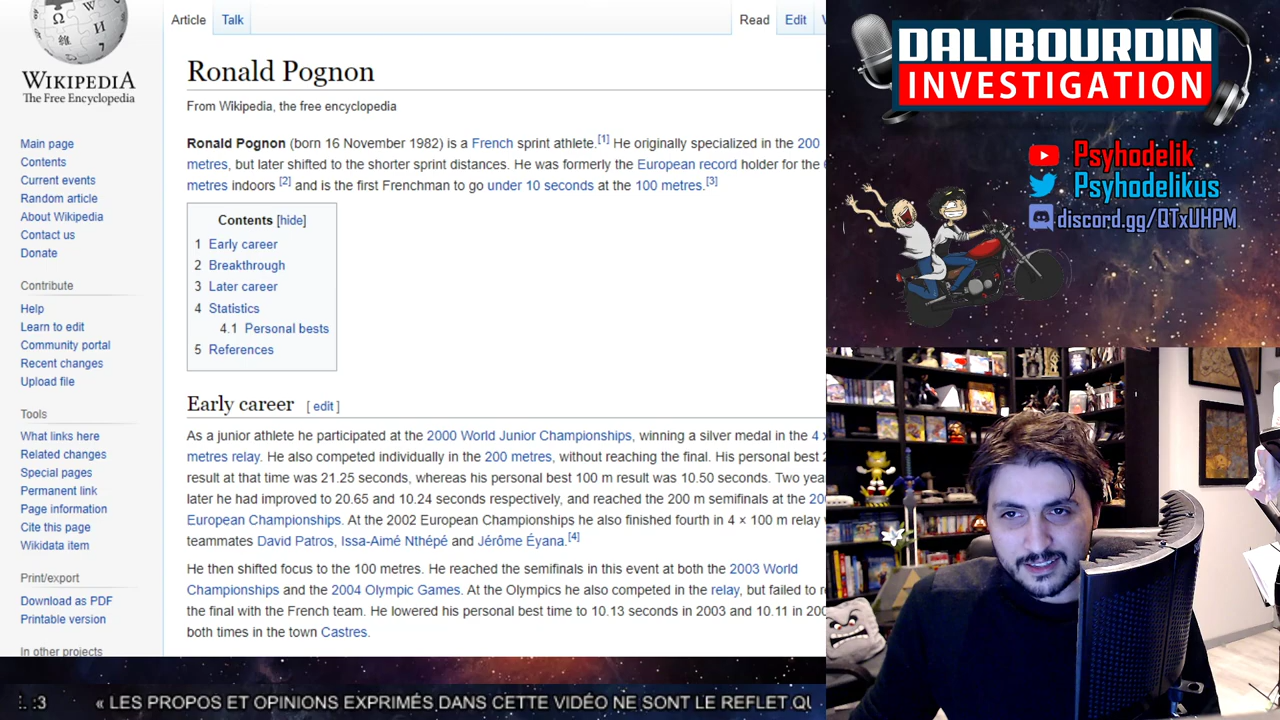 Article Talk Read Edit
WIKIPEDIA
The Free Encyclopedia
Main page
Contents
Current events
Random article
About Wikipedia
Contact us
Donate
Contribute
Help
Learn to edit
Community portal
Recent changes
Upload file
Tools
What links here
Related changes
Special pages
Permanent link
Page information
Cite this page
Wikidata item
Print/export
Download as PDF
Printable version
In other projects
Ronald Pognon
From Wikipedia, the free encyclopedia
Ronald Pognon (born 16 November 1982) is a French sprint athlete.[1] He originally specialized in the 200
metres, but later shifted to the shorter sprint distances. He was formerly the European record holder for the
metres indoors [2] and is the first Frenchman to go under 10 seconds at the 100 metres.[3]
Contents [hide]
1 Early career
2 Breakthrough
3 Later career
4 Statistics
4.1 Personal bests
5 References
Early career [ edit ]
As a junior athlete he participated at the 2000 World Junior Championships, winning a silver medal in the 4
metres relay. He also competed individually in the 200 metres, without reaching the final. His personal best
result at that time was 21.25 seconds, whereas his personal best 100 m result was 10.50 seconds. Two
later he had improved to 20.65 and 10.24 seconds respectively, and reached the 200 m semifinals at the
European Championships. At the 2002 European Championships he also finished fourth in 4 × 100 m relay
teammates David Patros, Issa-Aimé Nthépé and Jérôme Éyana.[4]
He then shifted focus to the 100 metres. He reached the semifinals in this event at both the 2003 World
Championships and the 2004 Olympic Games. At the Olympics he also competed in the relay, but failed to
the final with the French team. He lowered his personal best time to 10.13 seconds in 2003 and 10.11 in
both times in the town Castres.
DALIBOURDIN
INVESTIGATION
Psyhodelik
Psyhodelikus
discord.gg/QTxUHPM
:3 « LES PROPOS ET OPINIONS EXPRIMÉS DANS CETTE VIDÉO NE SONT LE REFLET